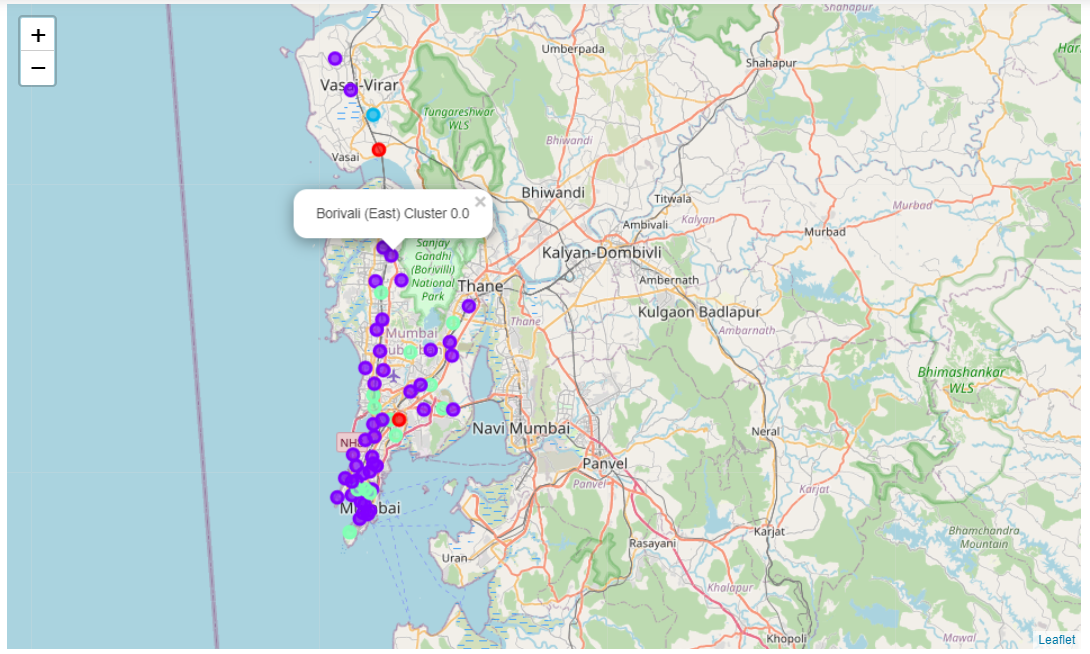 +
−
Umberpada
Shahapur
Vasai-Virar
Tungareshwar
WLS
Bhiwandi
Vasai
Bhiwandi
Titwala
Borivali (East) Cluster 0.0
×
Murbad
Ambivali
Kalyan
Murbad
Sanjay
Gandhi
(Borivili)
National
Park
Kalyan-Dombivli
Thane
Ambernath
Kulgaon Badlapur
Thane
Ambarnath
Mumbai
Bhimashankar
WLS
Navi Mumbai
Neral
NH
Panvel
Panvel
Karjat
Mumbai
Karjat
Bhamchandra
Mountain
Rasayani
Uran
Khalapur
Khopoli
Mawal
Leaflet